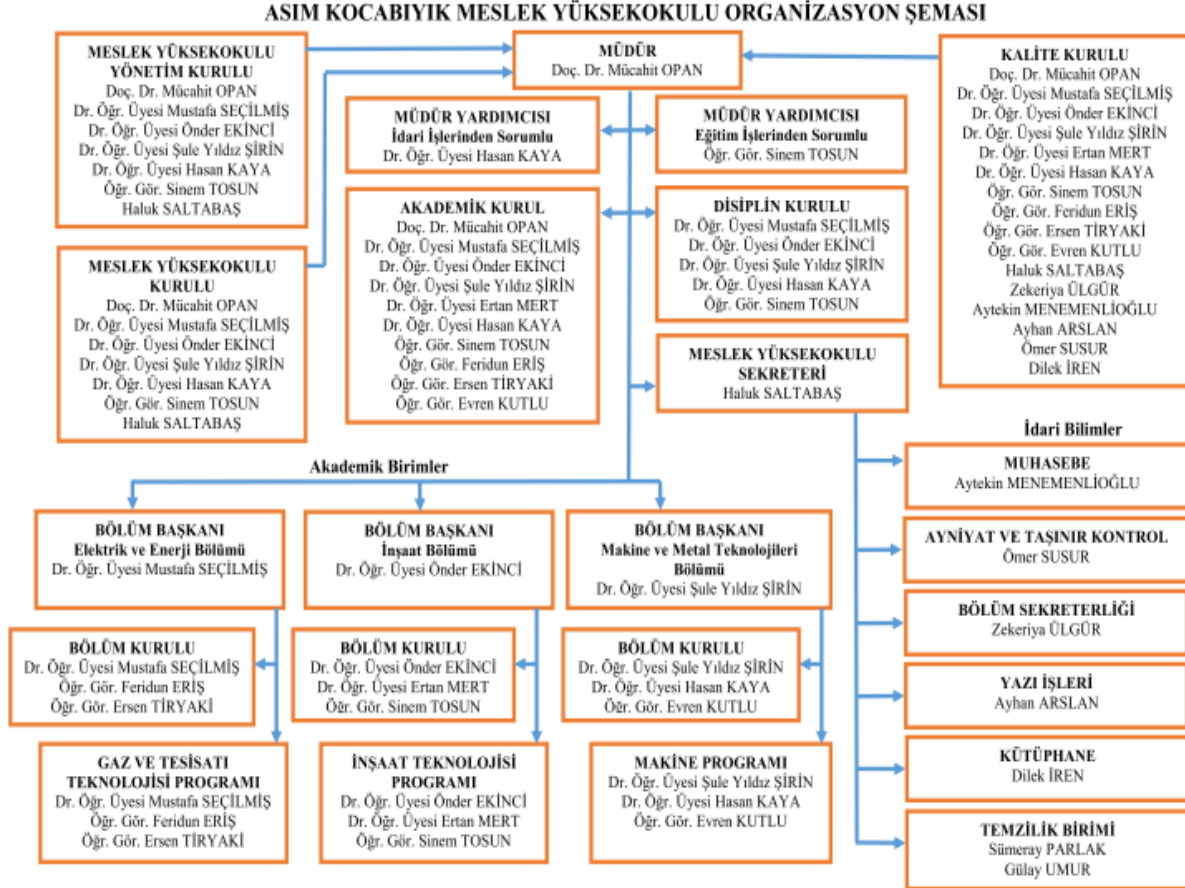 ASIM KOCABIYIK MESLEK YÜKSEKOKULU ORGANİZASYON ŞEMASI
MESLEK YÜKSEKOKULU
YÖNETİM KURULU
Doç. Dr. Mücahit OPAN
Dr. Öğr. Üyesi Mustafa SEÇİLMİŞ
Dr. Öğr. Üyesi Önder EKİNCİ
Dr. Öğr. Üyesi Şule Yıldız ŞİRİN
Dr. Öğr. Üyesi Hasan KAYA
Öğr. Gör. Sinem TOSUN
Haluk SALTABAŞ
MÜDÜR
Doç. Dr. Mücahit OPAN
KALİTE KURULU
Doç. Dr. Mücahit OPAN
Dr. Öğr. Üyesi Mustafa SEÇİLMİŞ
Dr. Öğr. Üyesi Önder EKİNCİ
Dr. Öğr. Üyesi Şule Yıldız ŞİRİN
Dr. Öğr. Üyesi Ertan MERT
Dr. Öğr. Üyesi Hasan KAYA
Öğr. Gör. Sinem TOSUN
Öğr. Gör. Feridun ERİŞ
Öğr. Gör. Ersen TİRYAKİ
Öğr. Gör. Evren KUTLU
Haluk SALTABAŞ
Zekeriya ÜLGÜR
Aytekin MENEMENLİOĞLU
Ayhan ARSLAN
Ömer SUSUR
Dilek İREN
MÜDÜR YARDIMCISI
İdari İşlerinden Sorumlu
Dr. Öğr. Üyesi Hasan KAYA
MÜDÜR YARDIMCISI
Eğitim İşlerinden Sorumlu
Öğr. Gör. Sinem TOSUN
AKADEMİK KURUL
Doç. Dr. Mücahit OPAN
Dr. Öğr. Üyesi Mustafa SEÇİLMİŞ
Dr. Öğr. Üyesi Önder EKİNCİ
Dr. Öğr. Üyesi Şule Yıldız ŞİRİN
Dr. Öğr. Üyesi Ertan MERT
Dr. Öğr. Üyesi Hasan KAYA
Öğr. Gör. Sinem TOSUN
Öğr. Gör. Feridun ERİŞ
Öğr. Gör. Ersen TİRYAKİ
Öğr. Gör. Evren KUTLU
DİSİPLİN KURULU
Dr. Öğr. Üyesi Mustafa SEÇİLMİŞ
Dr. Öğr. Üyesi Önder EKİNCİ
Dr. Öğr. Üyesi Şule Yıldız ŞİRİN
Dr. Öğr. Üyesi Hasan KAYA
Öğr. Gör. Sinem TOSUN
MESLEK YÜKSEKOKULU
KURULU
Doç. Dr. Mücahit OPAN
Dr. Öğr. Üyesi Mustafa SEÇİLMİŞ
Dr. Öğr. Üyesi Önder EKİNCİ
Dr. Öğr. Üyesi Şule Yıldız ŞİRİN
Dr. Öğr. Üyesi Hasan KAYA
Öğr. Gör. Sinem TOSUN
Haluk SALTABAŞ
MESLEK YÜKSEKOKULU
SEKRETERİ
Haluk SALTABAŞ
İdari Bilimler
MUHASEBE
Aytekin MENEMENLİOĞLU
AYNİYAT VE TAŞINIR KONTROL
Ömer SUSUR
BÖLÜM SEKRETERLİĞİ
Zekeriya ÜLGÜR
YAZI İŞLERİ
Ayhan ARSLAN
KÜTÜPHANE
Dilek İREN
TEMZİLİK BİRİMİ
Sümeray PARLAK
Gülay UMUR
Akademik Birimler
BÖLÜM BAŞKANI
Elektrik ve Enerji Bölümü
Dr. Öğr. Üyesi Mustafa SEÇİLMİŞ
BÖLÜM BAŞKANI
İnşaat Bölümü
Dr. Öğr. Üyesi Önder EKİNCİ
BÖLÜM BAŞKANI
Makine ve Metal Teknolojileri
Bölümü
Dr. Öğr. Üyesi Şule Yıldız ŞİRİN
BÖLÜM KURULU
Dr. Öğr. Üyesi Mustafa SEÇİLMİŞ
Öğr. Gör. Feridun ERİŞ
Öğr. Gör. Ersen TİRYAKİ
BÖLÜM KURULU
Dr. Öğr. Üyesi Önder EKİNCİ
Dr. Öğr. Üyesi Ertan MERT
Öğr. Gör. Sinem TOSUN
BÖLÜM KURULU
Dr. Öğr. Üyesi Şule Yıldız ŞİRİN
Dr. Öğr. Üyesi Hasan KAYA
Öğr. Gör. Evren KUTLU
GAZ VE TESİSATI
TEKNOLOJİSİ PROGRAMI
Dr. Öğr. Üyesi Mustafa SEÇİLMİŞ
Öğr. Gör. Feridun ERİŞ
Öğr. Gör. Ersen TİRYAKİ
İNŞAAT TEKNOLOJİSİ
PROGRAMI
Dr. Öğr. Üyesi Önder EKİNCİ
Dr. Öğr. Üyesi Ertan MERT
Öğr. Gör. Sinem TOSUN
MAKİNE PROGRAMI
Dr. Öğr. Üyesi Şule Yıldız ŞİRİN
Dr. Öğr. Üyesi Hasan KAYA
Öğr. Gör. Evren KUTLU